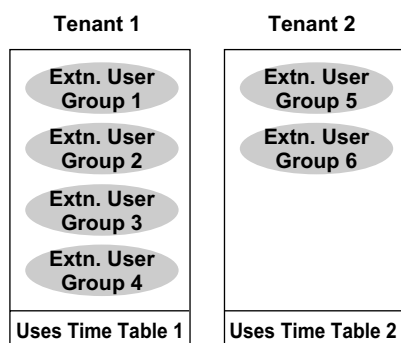 Tenant 1
Extn. User
Group 1
Extn. User
Group 2
Extn. User
Group 3
Extn. User
Group 4
Uses Time Table 1
Tenant 2
Extn. User
Group 5
Extn. User
Group 6
Uses Time Table 2